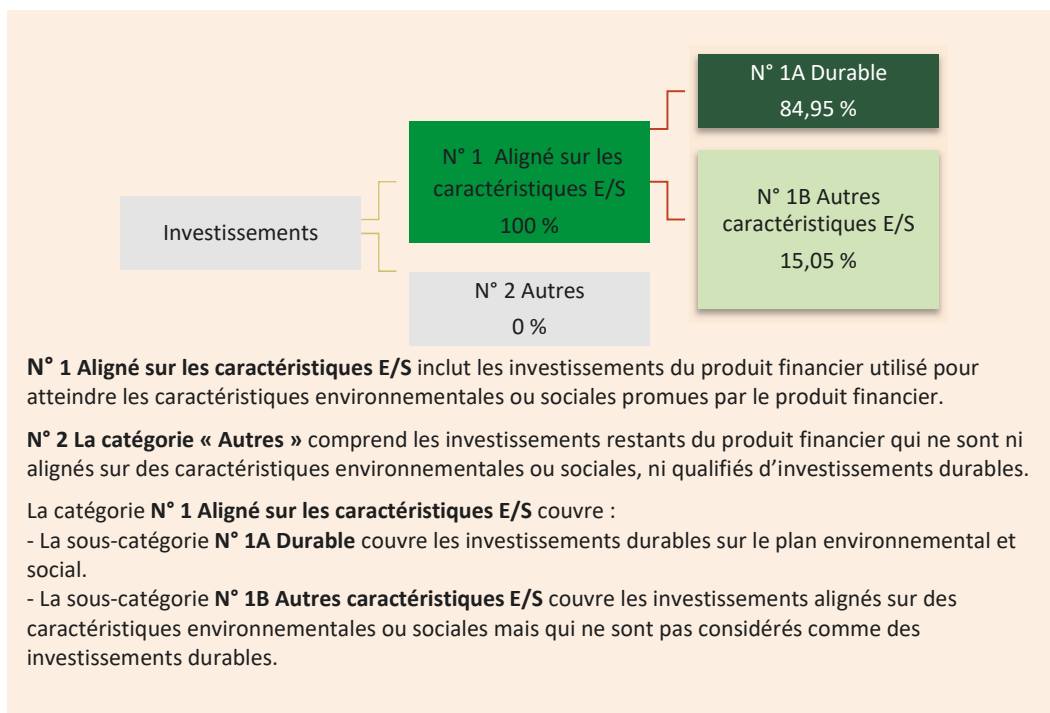 N° 1A Durable
84,95 %
N° 1 Aligné sur les
caractéristiques E/S
100 %
N° 1B Autres
caractéristiques E/S
15,05 %
Investissements
N° 2 Autres
0 %
N° 1 Aligné sur les caractéristiques E/S inclut les investissements du produit financier utilisé pour
atteindre les caractéristiques environnementales ou sociales promues par le produit financier.
N° 2 La catégorie « Autres » comprend les investissements restants du produit financier qui ne sont ni
alignés sur des caractéristiques environnementales ou sociales, ni qualifiés d’investissements durables.
La catégorie N° 1 Aligné sur les caractéristiques E/S couvre :
- La sous-catégorie N° 1A Durable couvre les investissements durables sur le plan environnemental et
social.
- La sous-catégorie N° 1B Autres caractéristiques E/S couvre les investissements alignés sur des
caractéristiques environnementales ou sociales mais qui ne sont pas considérés comme des
investissements durables.